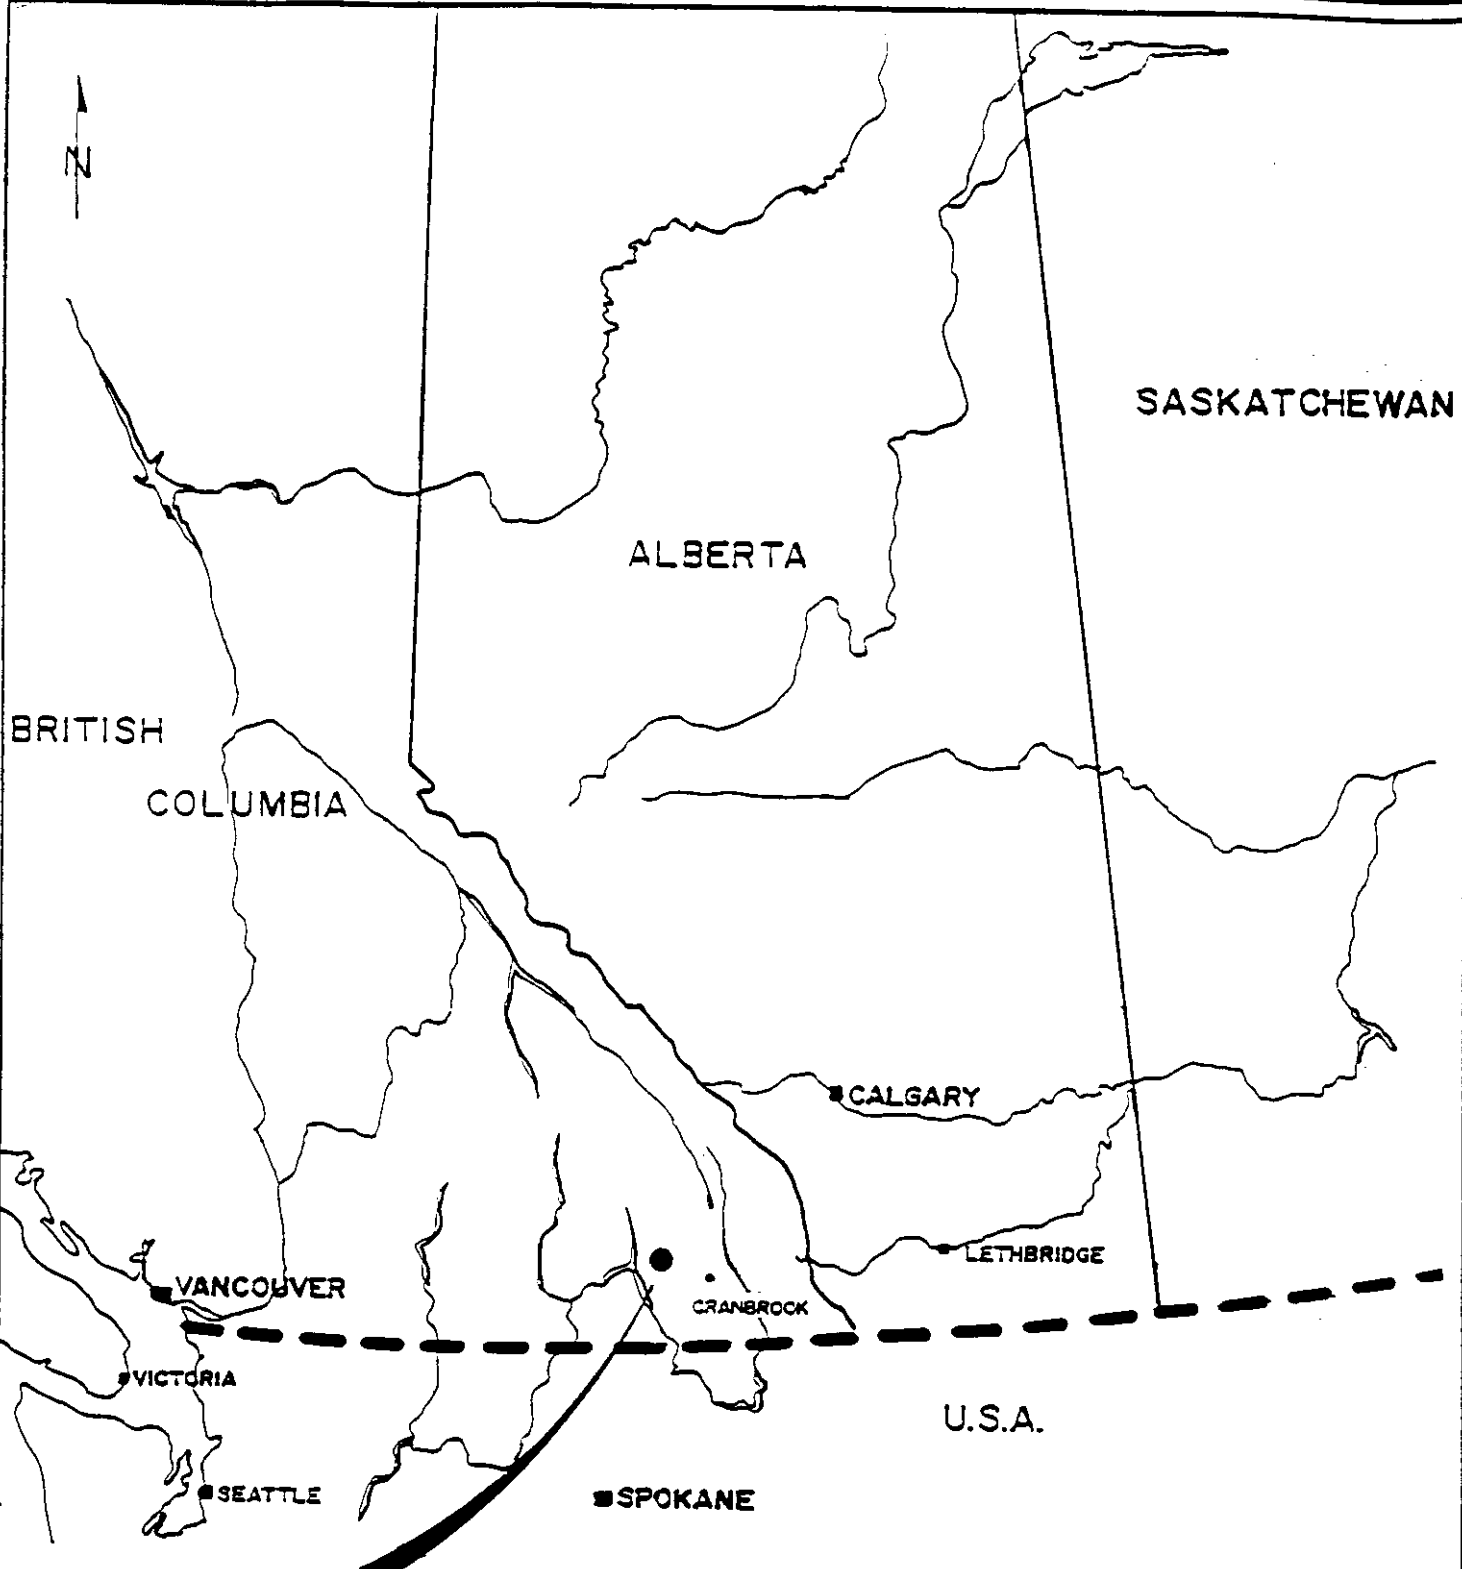 N
SASKATCHEWAN
ALBERTA
BRITISH
COLUMBIA
CALGARY
LETHBRIDGE
VANCOUVER
CRANBROOK
VICTORIA
U.S.A.
SEATTLE
SPOKANE